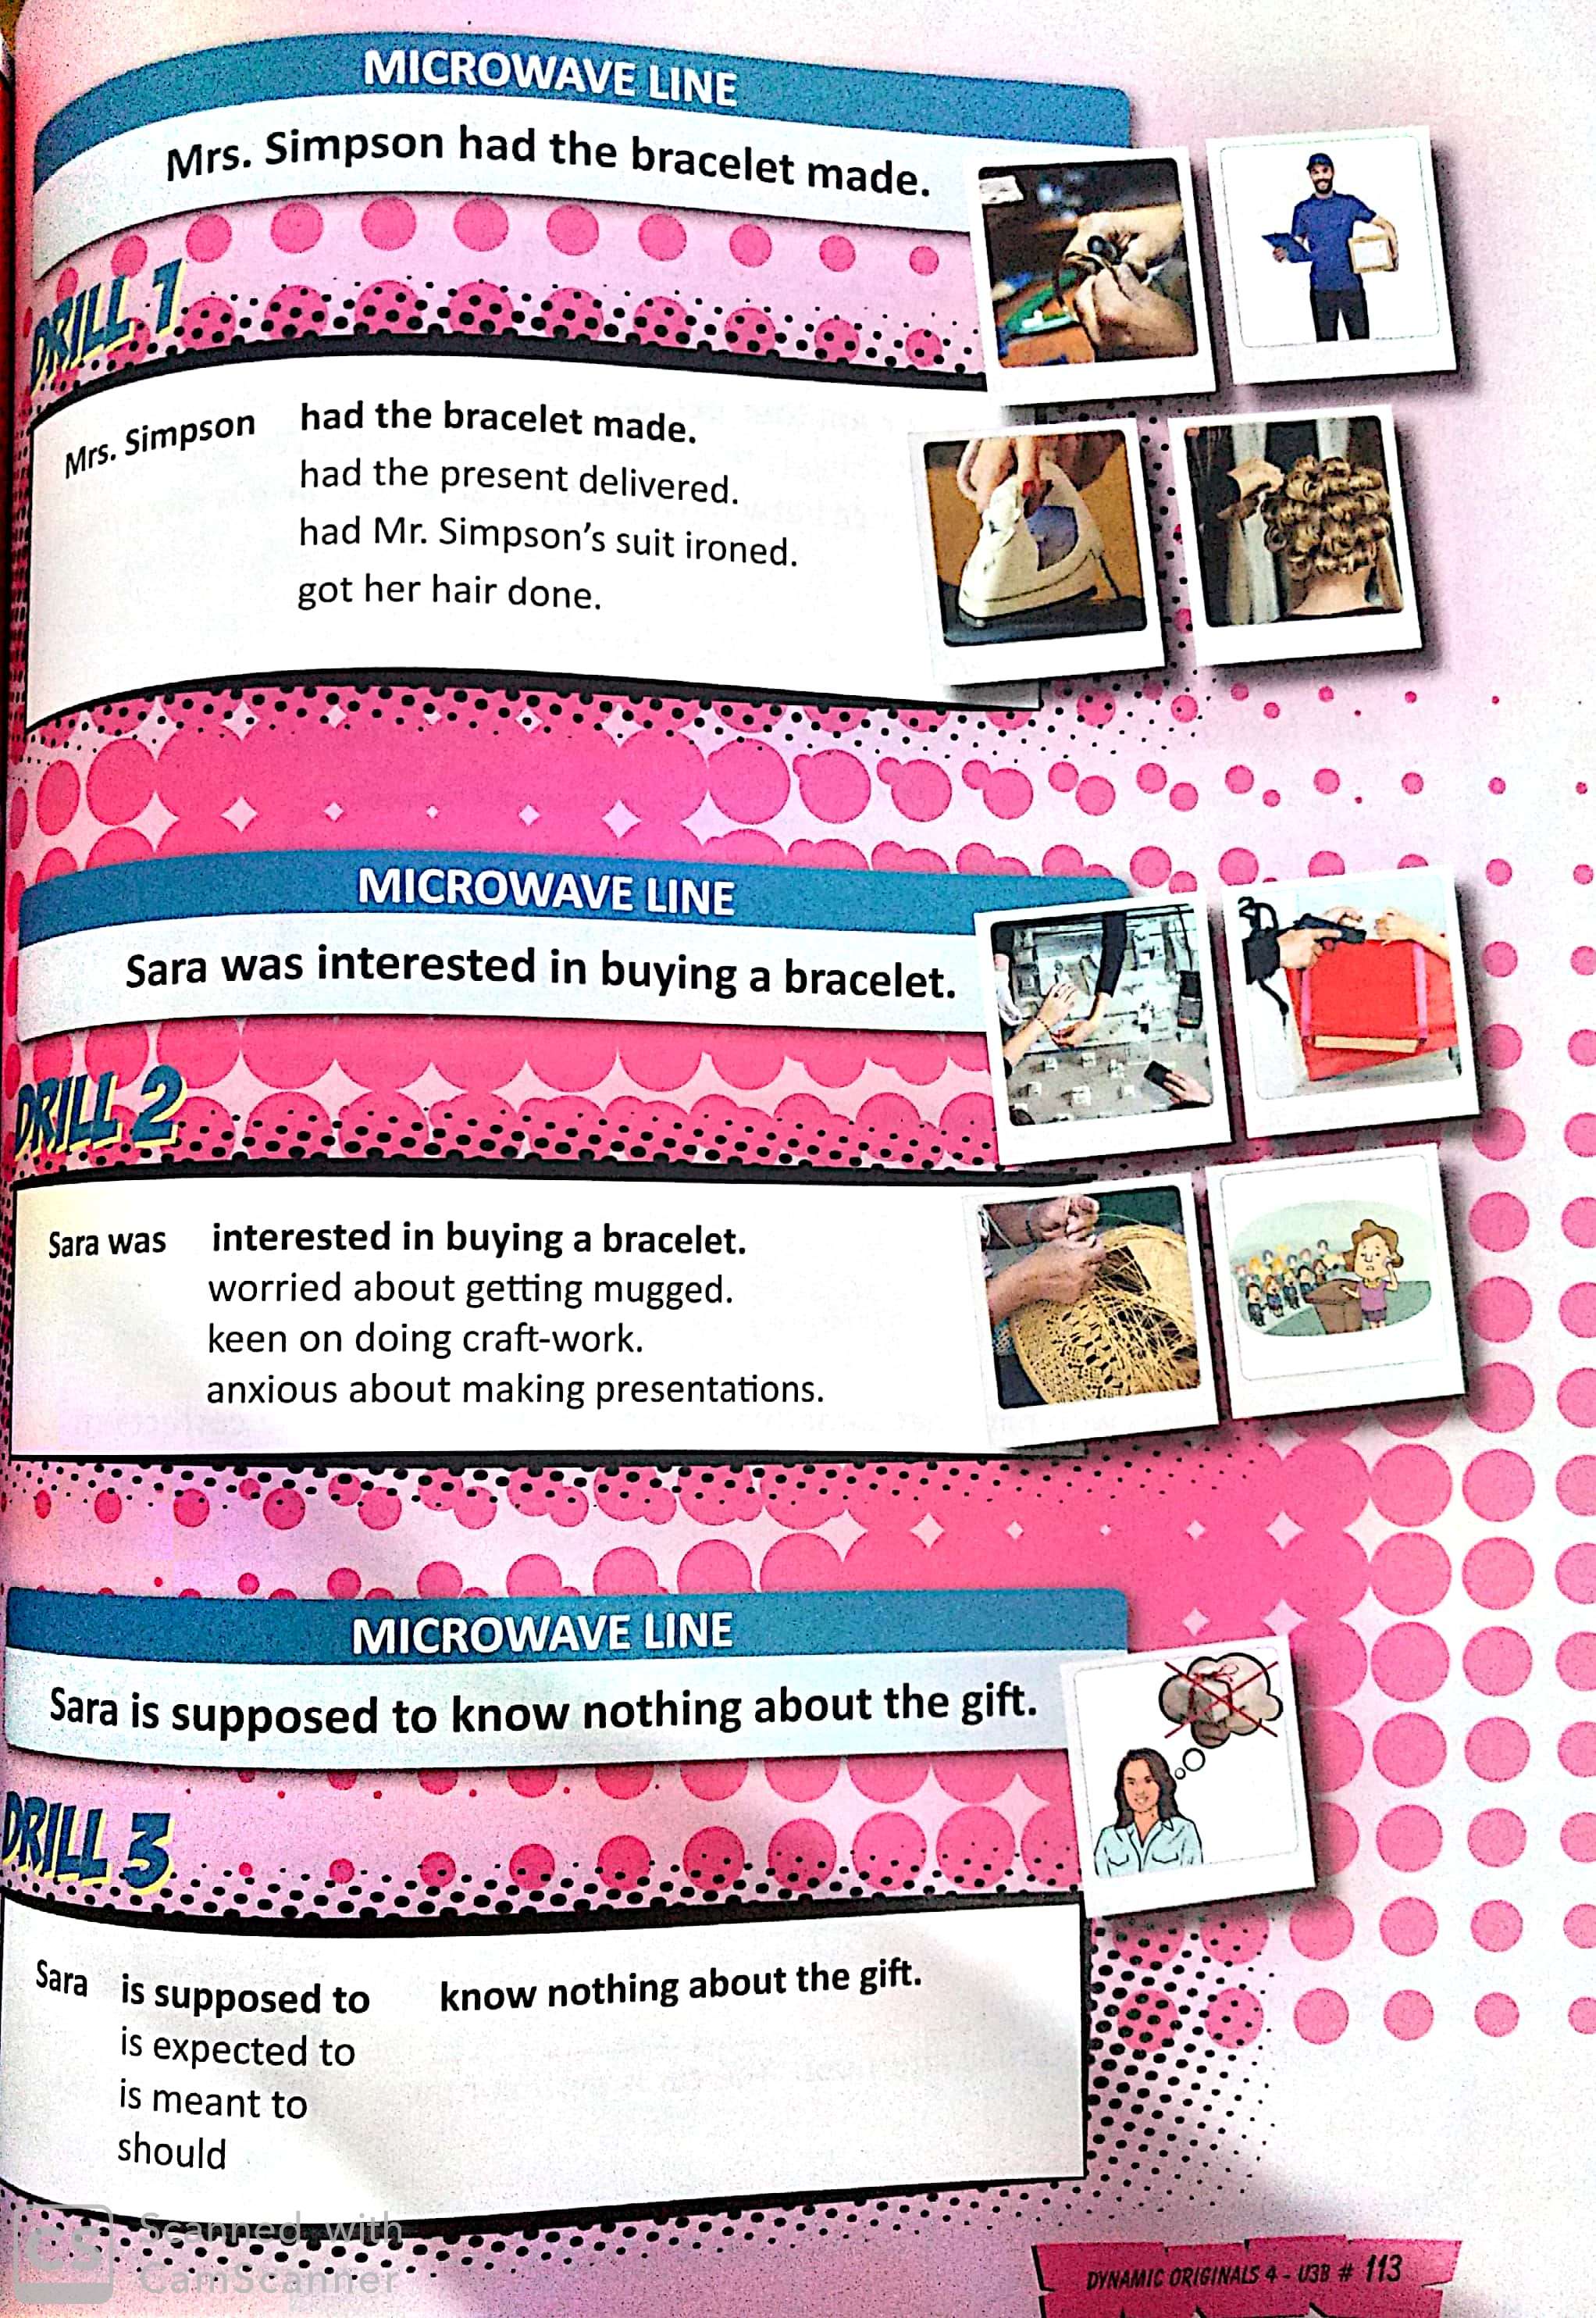 MICROWAVE LINE
Mrs. Simpson had the bracelet made.
DRILL 1
Mrs. Simpson had the bracelet made.
had the present delivered.
had Mr. Simpson's suit ironed.
got her hair done.
MICROWAVE LINE
Sara was interested in buying a bracelet.
DRILL 2
Sara was interested in buying a bracelet.
worried about getting mugged.
keen on doing craft-work.
anxious about making presentations.
MICROWAVE LINE
Sara is supposed to know nothing about the gift.
DRILL 3
Sara is supposed to know nothing about the gift.
is expected to
is meant to
should
CS Scanned with
CamScanner
DYNAMIC ORIGINALS 4 - U3B # 113